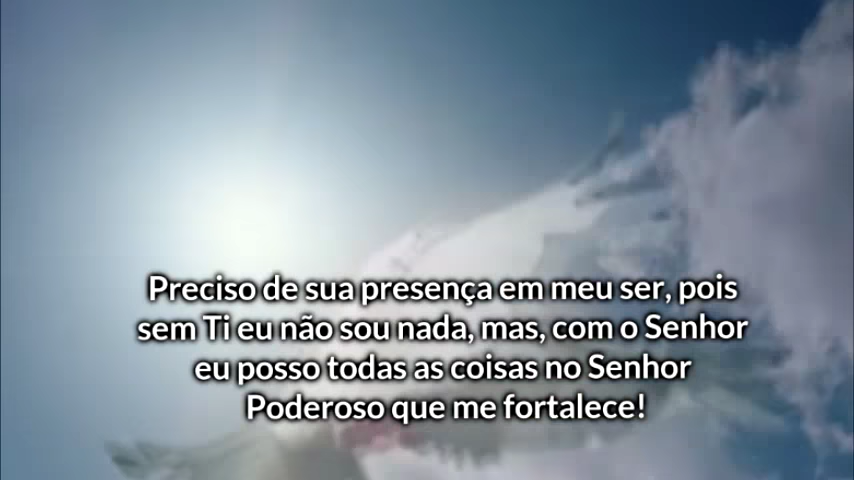 Preciso de sua presença em meu ser, pois
sem Ti eu não sou nada, mas, com o Senhor
eu posso todas as coisas no Senhor
Poderoso que me fortalece!